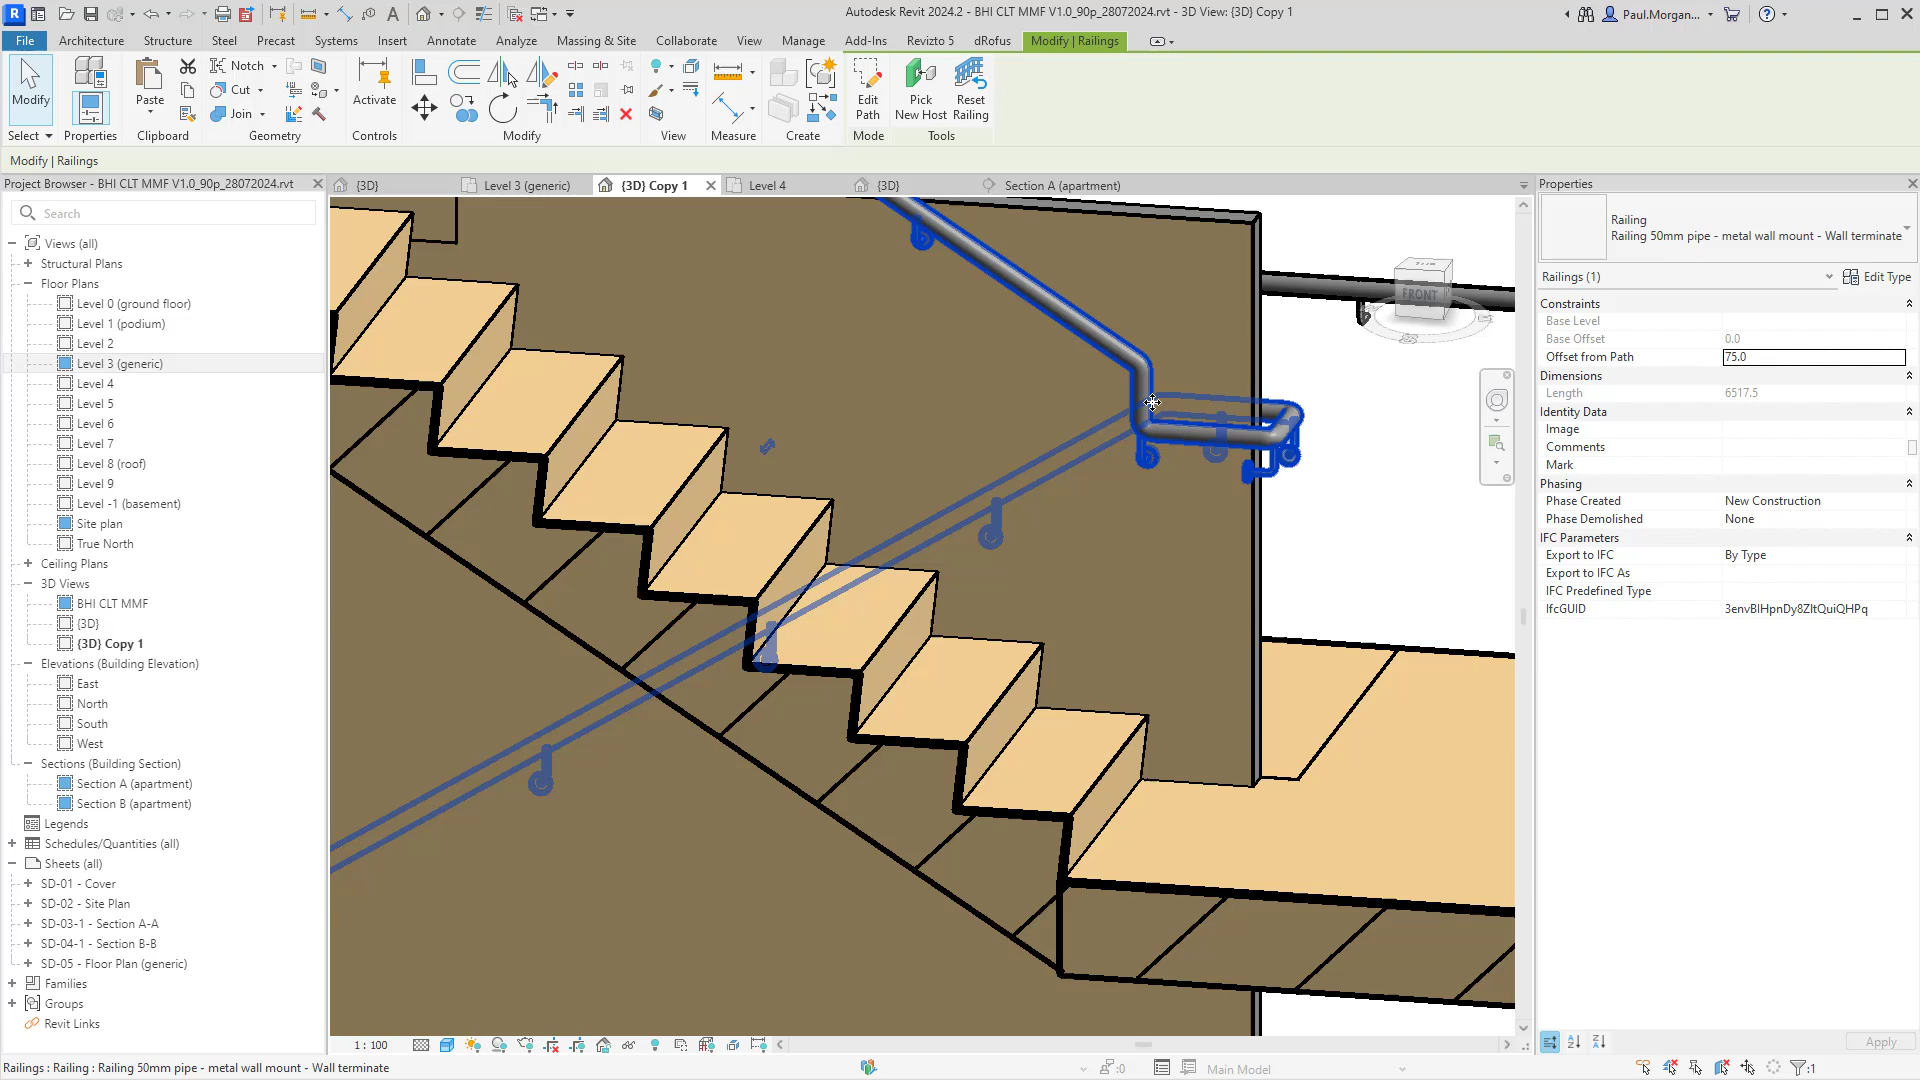 Autodesk Revit 2024.2 - BHI CLT MMF V1.0_90p_28072024.rvt - 3D View: {3D} Copy 1
Paul.Morgan...
File Architecture Structure Steel Precast Systems Insert Annotate Analyze Massing & Site Collaborate View Manage Add-Ins Revizto 5 dRofus Modify | Railings
Modify
Properties
Paste
Notch
Cut
Join
Activate
Edit Path
Pick New Host
Reset Railing
Select Properties Clipboard Geometry Controls Modify View Measure Create Mode Tools
Modify | Railings
Project Browser - BHI CLT MMF V1.0_90p_28072024.rvt
{3D} Level 3 (generic) {3D} Copy 1 Level 4 {3D} Section A (apartment)
Search
Views (all)
Structural Plans
Floor Plans
Level 0 (ground floor)
Level 1 (podium)
Level 2
Level 3 (generic)
Level 4
Level 5
Level 6
Level 7
Level 8 (roof)
Level 9
Level -1 (basement)
Site plan
True North
Ceiling Plans
3D Views
BHI CLT MMF
{3D}
{3D} Copy 1
Elevations (Building Elevation)
East
North
South
West
Sections (Building Section)
Section A (apartment)
Section B (apartment)
Legends
Schedules/Quantities (all)
Sheets (all)
SD-01 - Cover
SD-02 - Site Plan
SD-03-1 - Section A-A
SD-04-1 - Section B-B
SD-05 - Floor Plan (generic)
Families
Groups
Revit Links
FRONT
Properties
Railing
Railing 50mm pipe - metal wall mount - Wall terminate
Railings (1) Edit Type
Constraints
Base Level
Base Offset 0.0
Offset from Path 75.0
Dimensions
Length 6517.5
Identity Data
Image
Comments
Mark
Phasing
Phase Created New Construction
Phase Demolished None
IFC Parameters
Export to IFC By Type
Export to IFC As
IFC Predefined Type
IfcGUID 3envBlHpnDy8ZltQuiQHPq
Apply
1 : 100
Railings : Railing : Railing 50mm pipe - metal wall mount - Wall terminate
:0
Main Model
:1